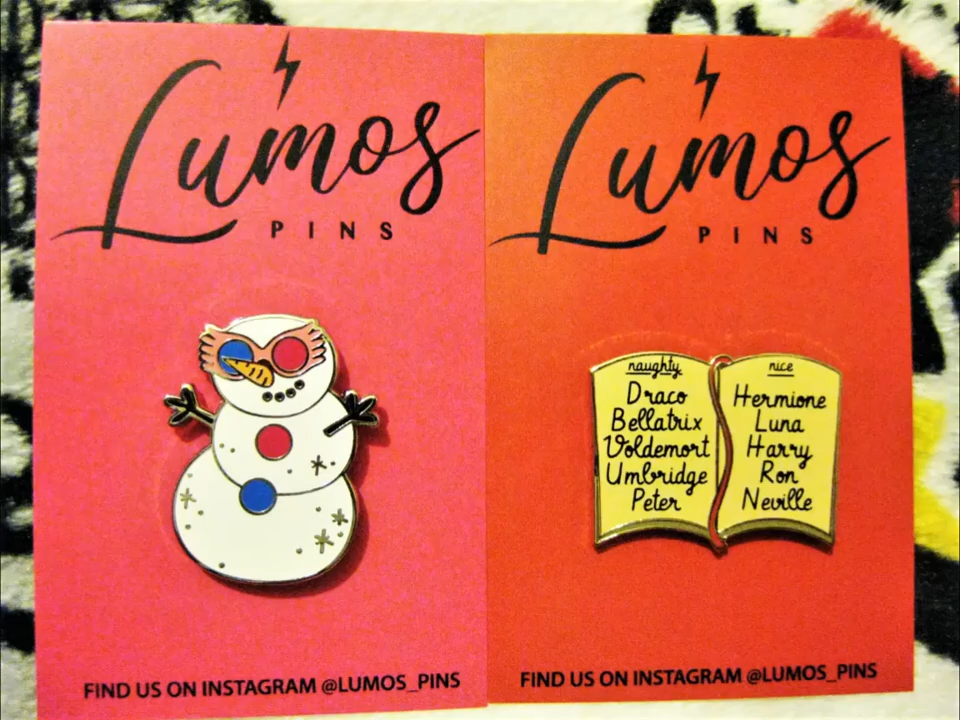 Lumos
PINS
FIND US ON INSTAGRAM @LUMOS_PINS
Lumos
PINS
naughty
Draco
Bellatrix
Voldemort
Umbridge
Peter
nice
Hermione
Luna
Harry
Ron
Neville
FIND US ON INSTAGRAM @LUMOS_PINS